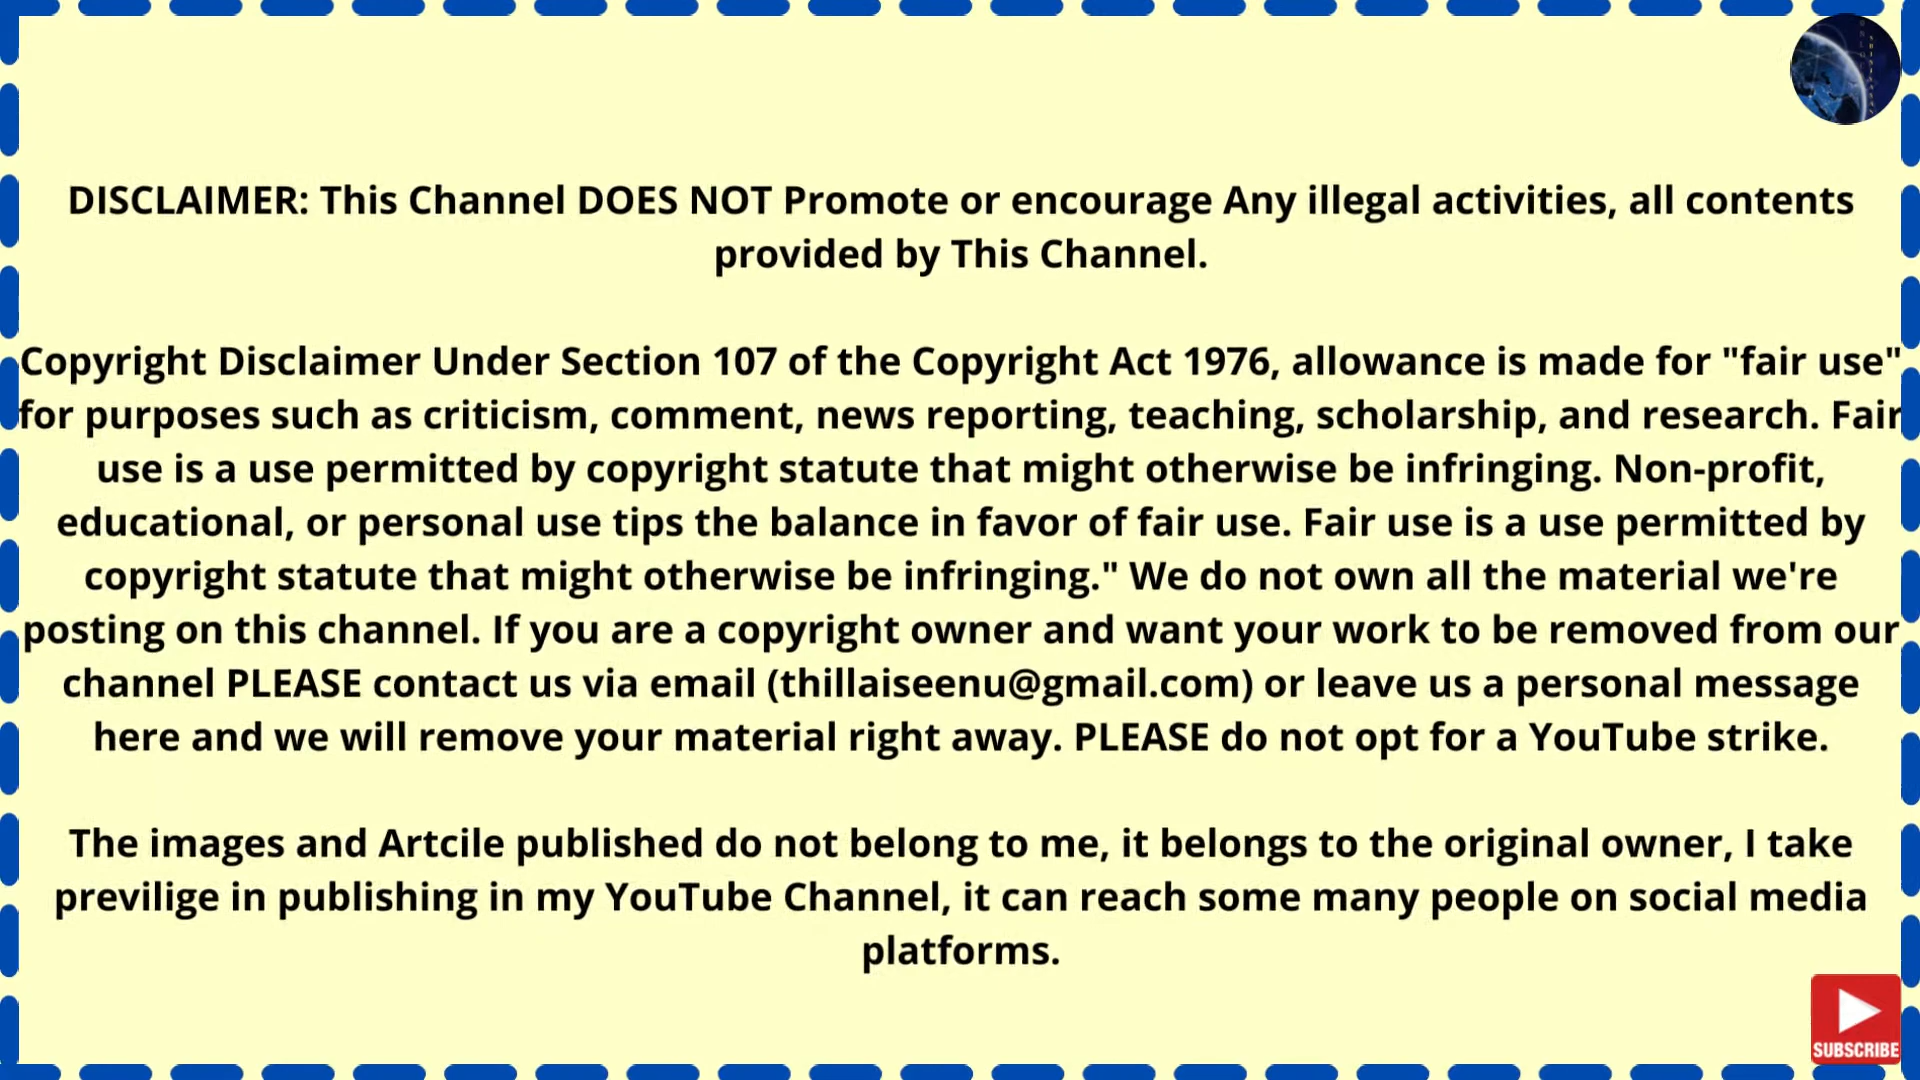 DISCLAIMER: This Channel DOES NOT Promote or encourage Any illegal activities, all contents
provided by This Channel.
Copyright Disclaimer Under Section 107 of the Copyright Act 1976, allowance is made for "fair use"
for purposes such as criticism, comment, news reporting, teaching, scholarship, and research. Fair
use is a use permitted by copyright statute that might otherwise be infringing. Non-profit,
educational, or personal use tips the balance in favor of fair use. Fair use is a use permitted by
copyright statute that might otherwise be infringing." We do not own all the material we're
posting on this channel. If you are a copyright owner and want your work to be removed from our
channel PLEASE contact us via email (thillaiseenu@gmail.com) or leave us a personal message
here and we will remove your material right away. PLEASE do not opt for a YouTube strike.
The images and Artcile published do not belong to me, it belongs to the original owner, I take
previlige in publishing in my YouTube Channel, it can reach some many people on social media
platforms.
SUBSCRIBE